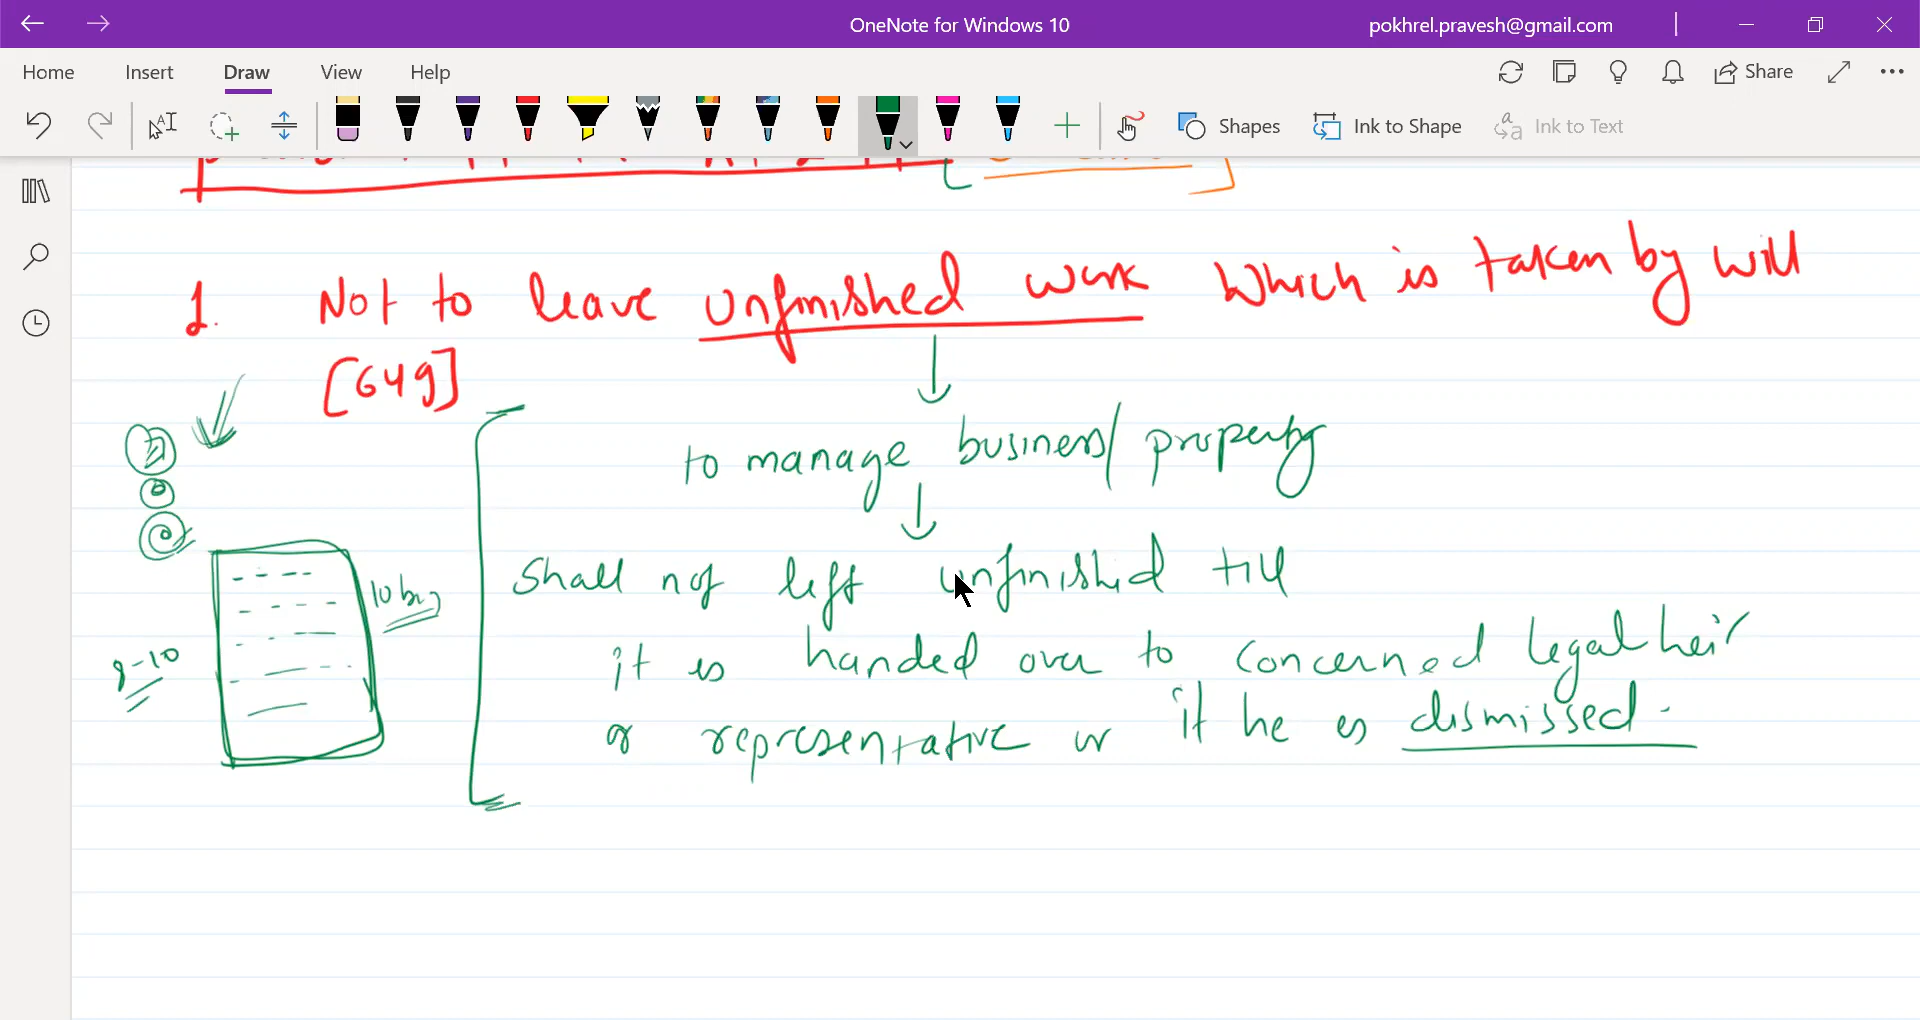 OneNote for Windows 10
pokhrel.pravesh@gmail.com
Home Insert Draw View Help
Share
Shapes Ink to Shape Ink to Text
1. Not to leave unfinished work which is taken by will
[649]
to manage business/ property
Shall not left unfinished till
it is handed over to concerned legal heir
or representative or if he is dismissed.
8-10